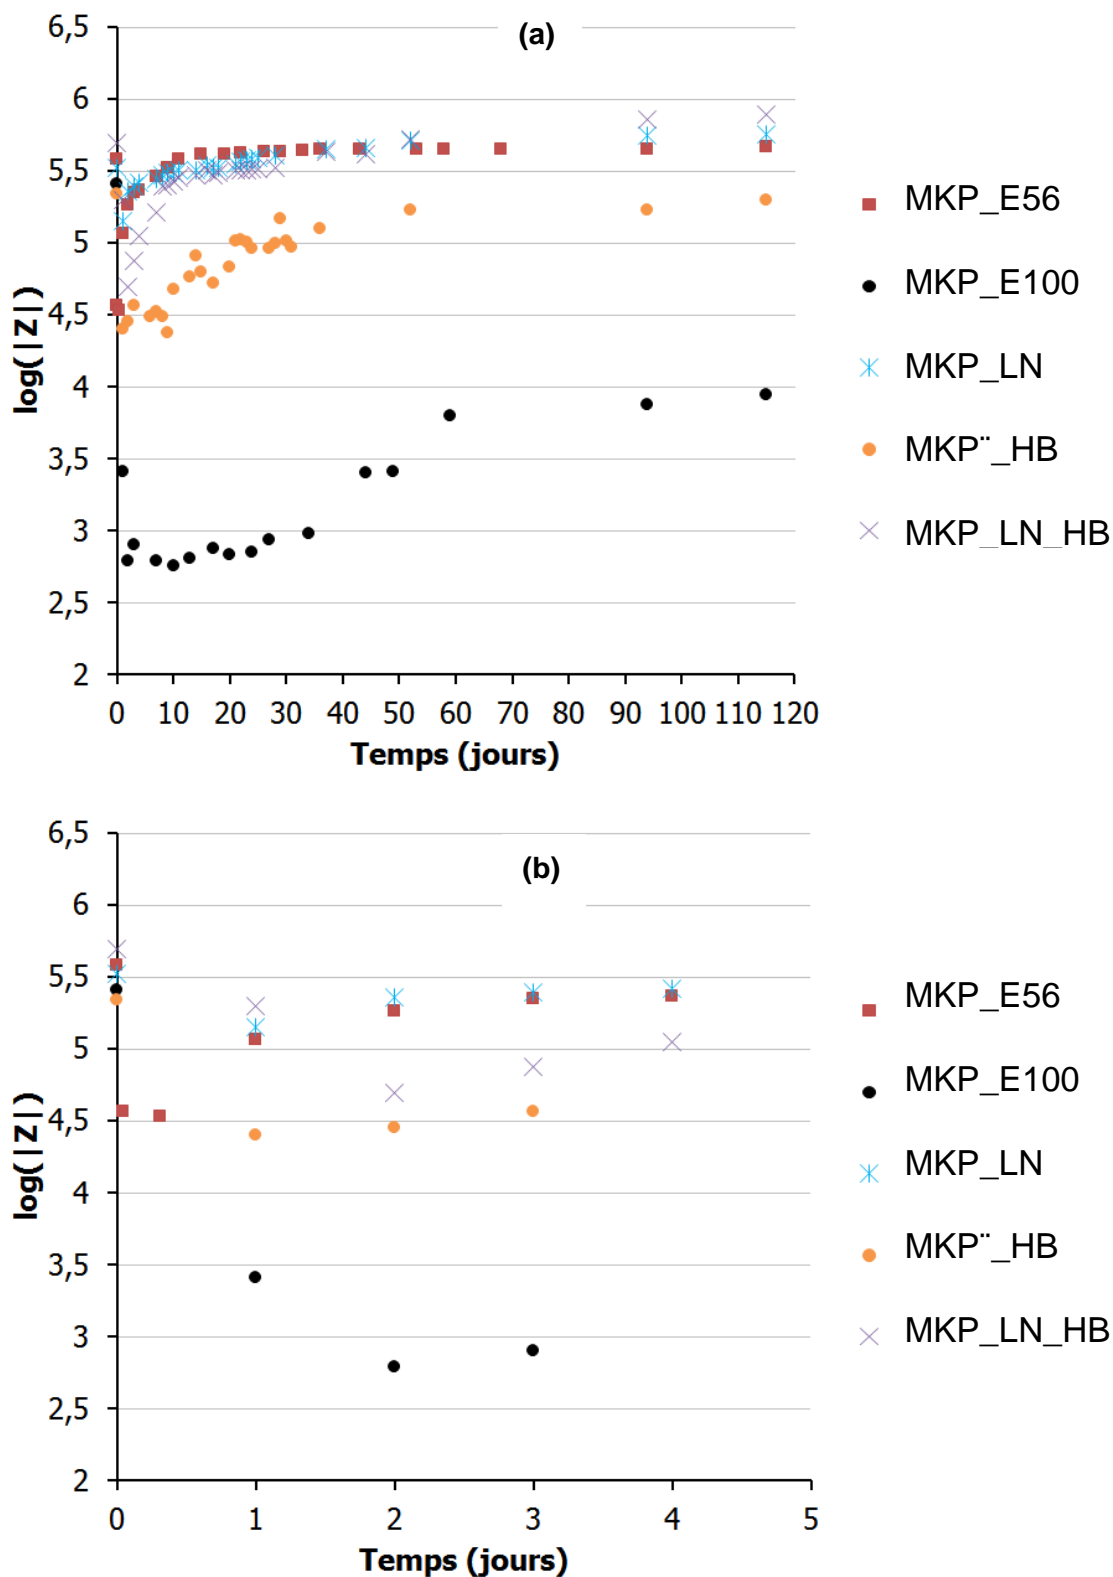 (a)
6,5
6
5,5
5
4,5
4
3,5
3
2,5
2
log(|Z|)
0 10 20 30 40 50 60 70 80 90 100 110 120
Temps (jours)
MKP_E56
MKP_E100
MKP_LN
MKP¨_HB
MKP_LN_HB
(b)
6,5
6
5,5
5
4,5
4
3,5
3
2,5
2
log(|Z|)
0 1 2 3 4 5
Temps (jours)
MKP_E56
MKP_E100
MKP_LN
MKP¨_HB
MKP_LN_HB